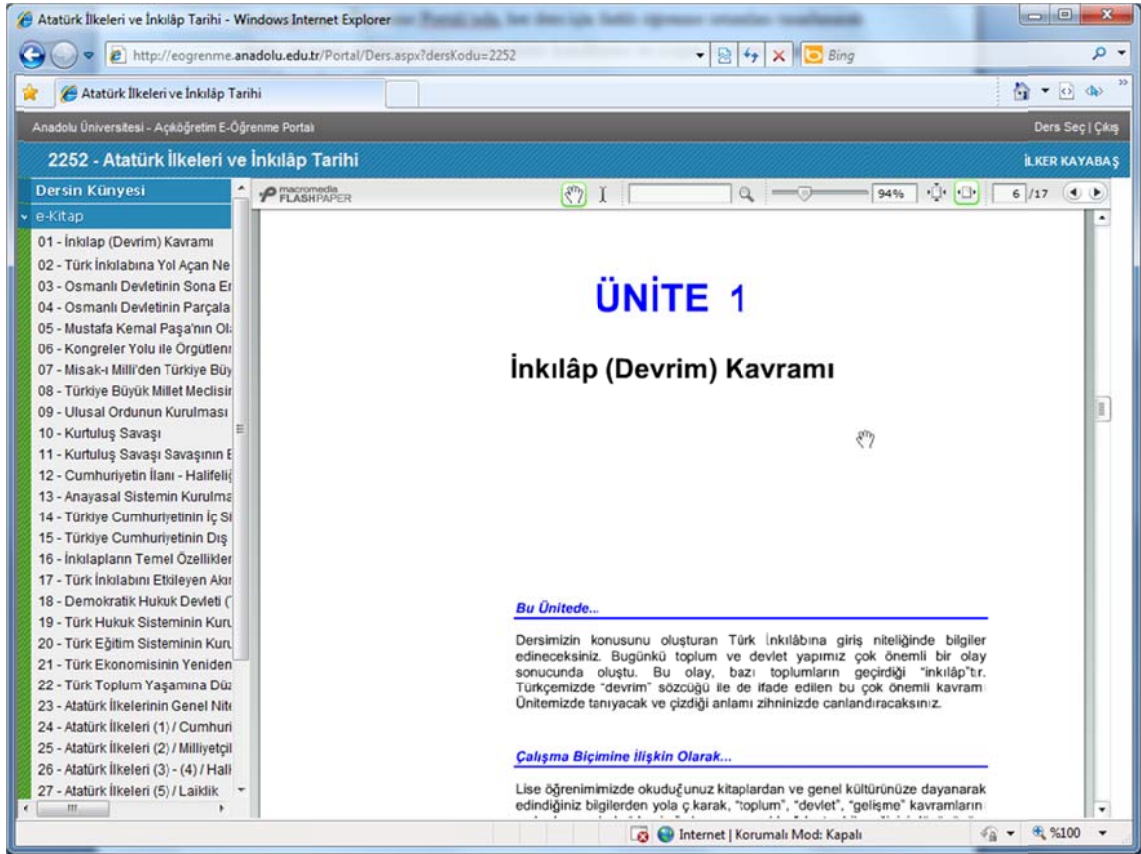 Atatürk İlkeleri ve İnkılâp Tarihi - Windows Internet Explorer
http://eogrenme.anadolu.edu.tr/Portal/Ders.aspx?dersKodu=2252
Bing
Atatürk İlkeleri ve İnkılâp Tarihi
Anadolu Üniversitesi - Açıköğretim E-Öğrenme Portalı
Ders Seç | Çıkış
2252 - Atatürk İlkeleri ve İnkılâp Tarihi
İLKER KAYABAŞ
Dersin Künyesi
macromedia
FLASHPAPER
94%
6 /17
e-Kitap
01 - İnkılap (Devrim) Kavramı
02 - Türk İnkılabına Yol Açan Ne
03 - Osmanlı Devletinin Sona Er
04 - Osmanlı Devletinin Parçala
05 - Mustafa Kemal Paşa'nın Ol
06 - Kongreler Yolu ile Örgütlenr
07 - Misak-ı Milli'den Türkiye Büy
08 - Türkiye Büyük Millet Meclisir
09 - Ulusal Ordunun Kurulması
10 - Kurtuluş Savaşı
11 - Kurtuluş Savaşı Savaşının E
12 - Cumhuriyetin İlanı - Halifeliğ
13 - Anayasal Sistemin Kurulma
14 - Türkiye Cumhuriyetinin İç Si
15 - Türkiye Cumhuriyetinin Dış
16 - İnkılapların Temel Özellikler
17 - Türk İnkılabını Etkileyen Akır
18 - Demokratik Hukuk Devleti (
19 - Türk Hukuk Sisteminin Kuru
20 - Türk Eğitim Sisteminin Kuru
21 - Türk Ekonomisinin Yeniden
22 - Türk Toplum Yaşamına Düz
23 - Atatürk İlkelerinin Genel Nite
24 - Atatürk İlkeleri (1) / Cumhuri
25 - Atatürk İlkeleri (2) / Milliyetçil
26 - Atatürk İlkeleri (3) - (4) / Halk
27 - Atatürk İlkeleri (5) / Laiklik
ÜNİTE 1
İnkılâp (Devrim) Kavramı
Bu Ünitede...
Dersimizin konusunu oluşturan Türk İnkılâbına giriş niteliğinde bilgiler
edineceksiniz. Bugünkü toplum ve devlet yapımız çok önemli bir olay
sonucunda oluştu. Bu olay, bazı toplumların geçirdiği "inkılâp"tır.
Türkçemizde "devrim" sözcüğü ile de ifade edilen bu çok önemli kavramı
Ünitemizde tanıyacak ve çizdiği anlamı zihninizde canlandıracaksınız.
Çalışma Biçimine İlişkin Olarak...
Lise öğrenimimizde okuduğunuz kitaplardan ve genel kültürünüze dayanarak
edindiğiniz bilgilerden yola ç karak, "toplum", "devlet", "gelişme" kavramların
Internet | Korumalı Mod: Kapalı
%100